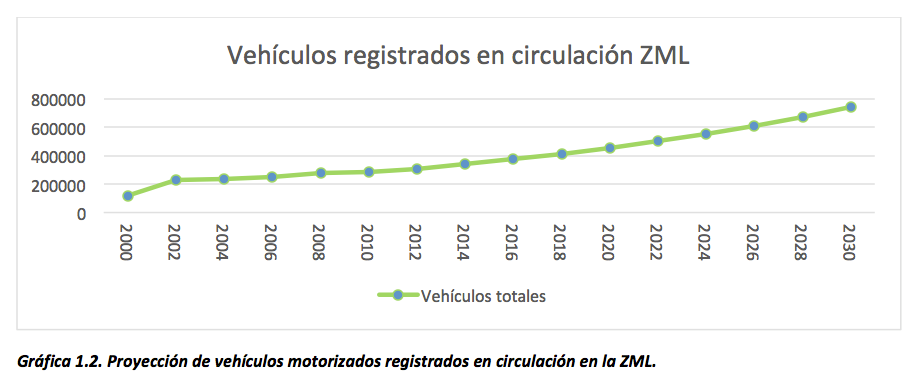 Vehículos registrados en circulación ZML
800000
600000
400000
200000
0
2000 2002 2004 2006 2008 2010 2012 2014 2016 2018 2020 2022 2024 2026 2028 2030
Vehículos totales
Gráfica 1.2. Proyección de vehículos motorizados registrados en circulación en la ZML.